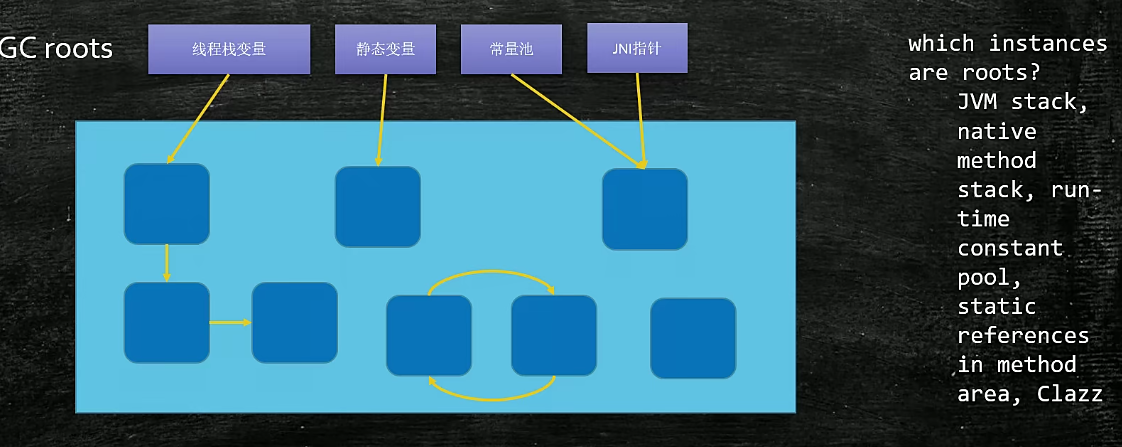 GC roots
线程栈变量
静态变量
常量池
JNI指针
which instances
are roots?
JVM stack,
native
method
stack, run-
time
constant
pool,
static
references
in method
area, Clazz